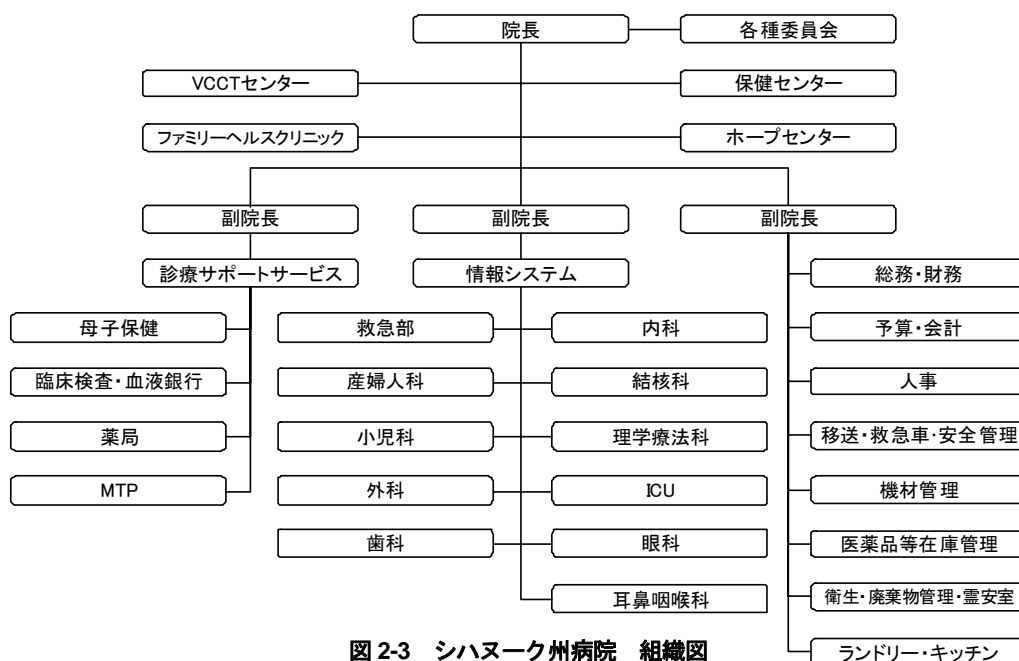 院長
各種委員会
VCCTセンター
保健センター
ファミリーヘルスクリニック
ホープセンター
副院長
副院長
副院長
診療サポートサービス
情報システム
総務・財務
母子保健
救急部
内科
予算・会計
臨床検査・血液銀行
産婦人科
結核科
人事
薬局
小児科
理学療法科
移送・救急車・安全管理
MTP
外科
ICU
機材管理
歯科
眼科
医薬品等在庫管理
耳鼻咽喉科
衛生・廃棄物管理・霊安室
図 2-3 シハヌーク州病院 組織図
ランドリー・キッチン